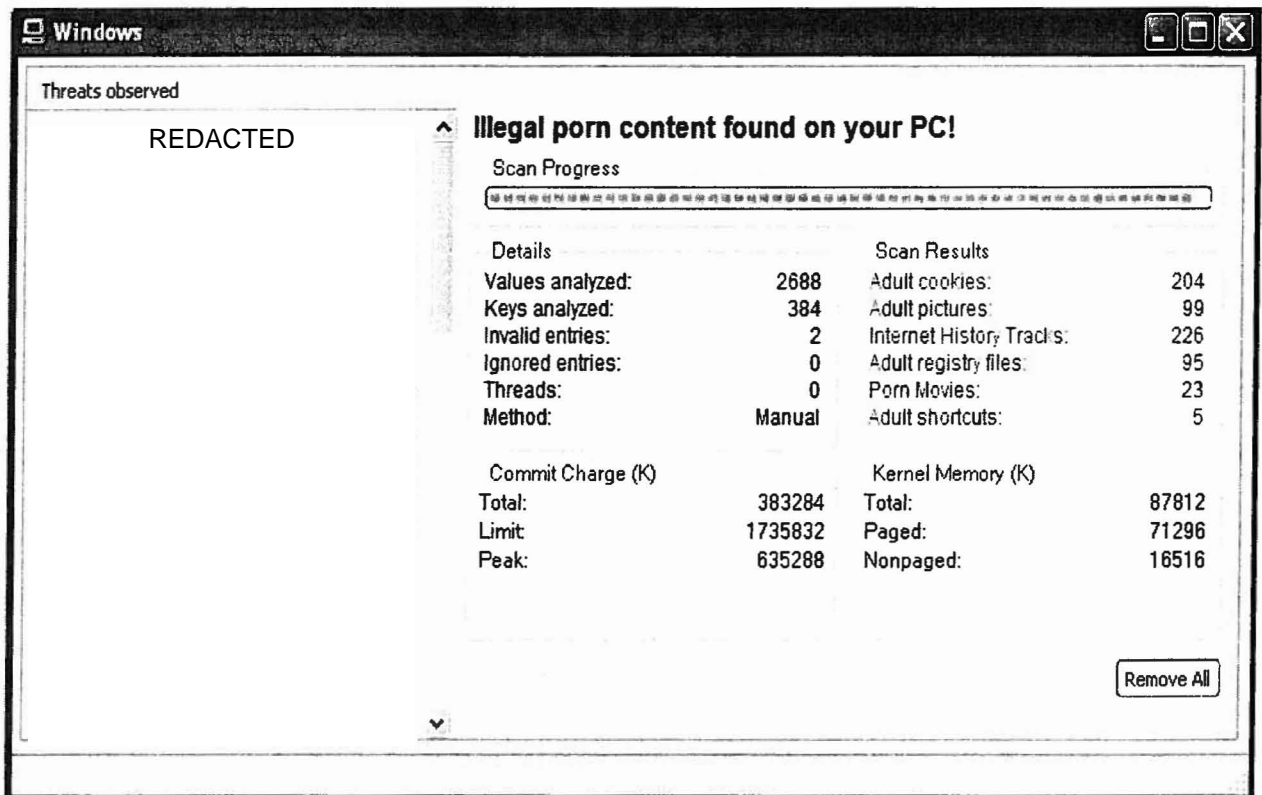 Windows
Threats observed
REDACTED
Illegal porn content found on your PC!
Scan Progress
Details
Values analyzed: 2688
Keys analyzed: 384
Invalid entries: 2
Ignored entries: 0
Threads: 0
Method: Manual
Scan Results
Adult cookies: 204
Adult pictures: 99
Internet History Tracks: 226
Adult registry files: 95
Porn Movies: 23
Adult shortcuts: 5
Commit Charge (K)
Total: 383284
Limit: 1735832
Peak: 635288
Kernel Memory (K)
Total: 87812
Paged: 71296
Nonpaged: 16516
Remove All